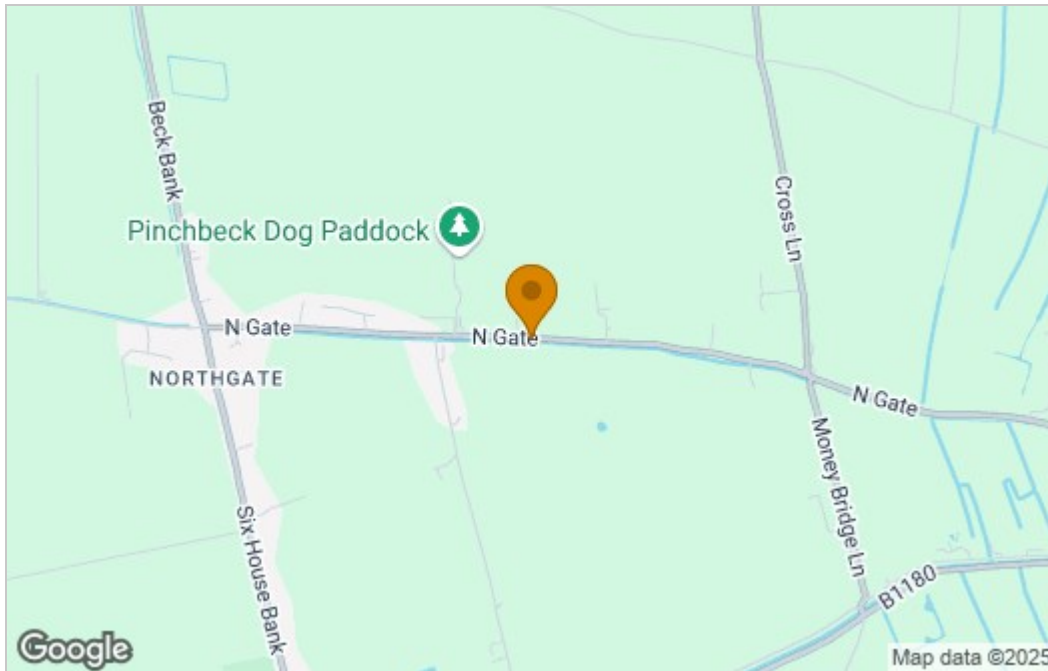 Beck Bank
Cross Ln
Pinchbeck Dog Paddock
N Gate
N Gate
NORTHGATE
N Gate
Money Bridge Ln
Six House Bank
B1180
Google
Map data ©2025